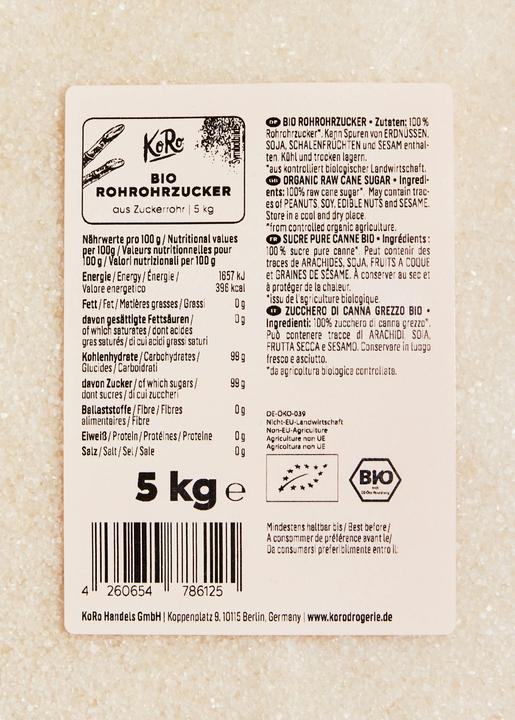 KoRo
Symbolbild
BIO
ROHROHRZUCKER
aus Zuckerrohr | 5 kg
Nährwerte pro 100 g / Nutritional values
per 100g / Valeurs nutritionnelles pour
100 g / Valori nutrizionali per 100 g
Energie / Energy / Énergie / 1657 kJ
Valore energetico 396 kcal
Fett / Fat / Matières grasses / Grassi 0 g
davon gesättigte Fettsäuren / 0 g
of which saturates / dont acides
gras saturés / di cui acidi grassi saturi
Kohlenhydrate / Carbohydrates / 99 g
Glucides / Carboidrati
davon Zucker / of which sugars / 99 g
dont sucres / di cui zuccheri
Ballaststoffe / Fibre / Fibres 0 g
alimentaires / Fibre
Eiweiß / Protein / Protéines / Proteine 0 g
Salz / Salt / Sel / Sale 0 g
5 kg e
4 260654 786125
DE BIO ROHROHRZUCKER • Zutaten: 100 %
Rohrohrzucker*. Kann Spuren von ERDNÜSSEN,
SOJA, SCHALENFRÜCHTEN und SESAM enthal-
ten. Kühl und trocken lagern.
*aus kontrolliert biologischer Landwirtschaft.
ORGANIC RAW CANE SUGAR • Ingredi-
ents: 100% raw cane sugar*. May contain trac-
es of PEANUTS, SOY, EDIBLE NUTS and SESAME.
Store in a cool and dry place.
*from controlled organic agriculture.
FR SUCRE PURE CANNE BIO • Ingrédients :
100 % sucre pure canne*. Peut contenir des
traces de ARACHIDES, SOJA, FRUITS A COQUE
et GRAINES DE SÉSAME. À conserver au sec et
à protéger de la chaleur.
*issu de l'agriculture biologique.
IT ZUCCHERO DI CANNA GREZZO BIO •
Ingredienti: 100% zucchero di canna grezzo*.
Può contenere tracce di ARACHIDI, SOIA,
FRUTTA SECCA e SESAMO. Conservare in luogo
fresco e asciutto.
*da agricoltura biologica controllata.
DE-ÖKO-039
Nicht-EU-Landwirtschaft
Non-EU-Agriculture
Agriculture non UE
Agricoltura non UE
BIO
Mindestens haltbar bis / Best before /
A consommer de préférence avant le /
Da consumarsi preferibilmente entro il:
KoRo Handels GmbH | Koppenplatz 9, 10115 Berlin, Germany | www.korodrogerie.de